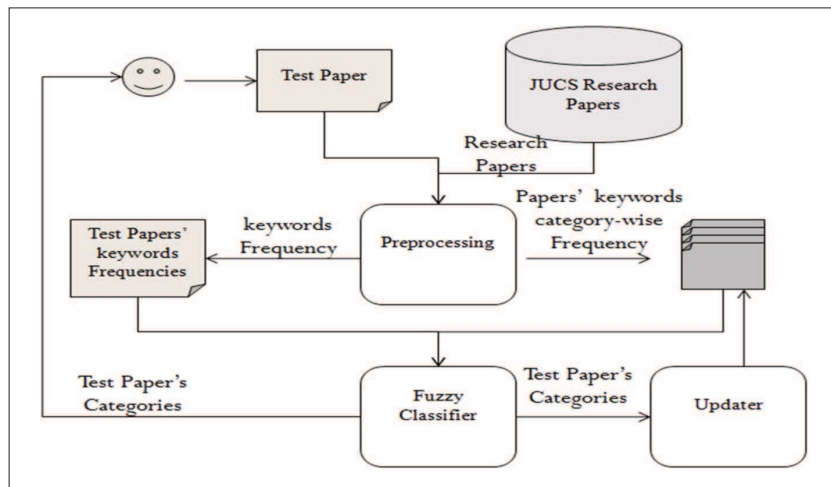 Test Paper
JUCS Research
Papers
Research
Papers
Papers' keywords
category-wise
Frequency
keywords
Frequency
Preprocessing
Test Papers'
keywords
Frequencies
Test Paper's
Categories
Fuzzy
Classifier
Test Paper's
Categories
Updater